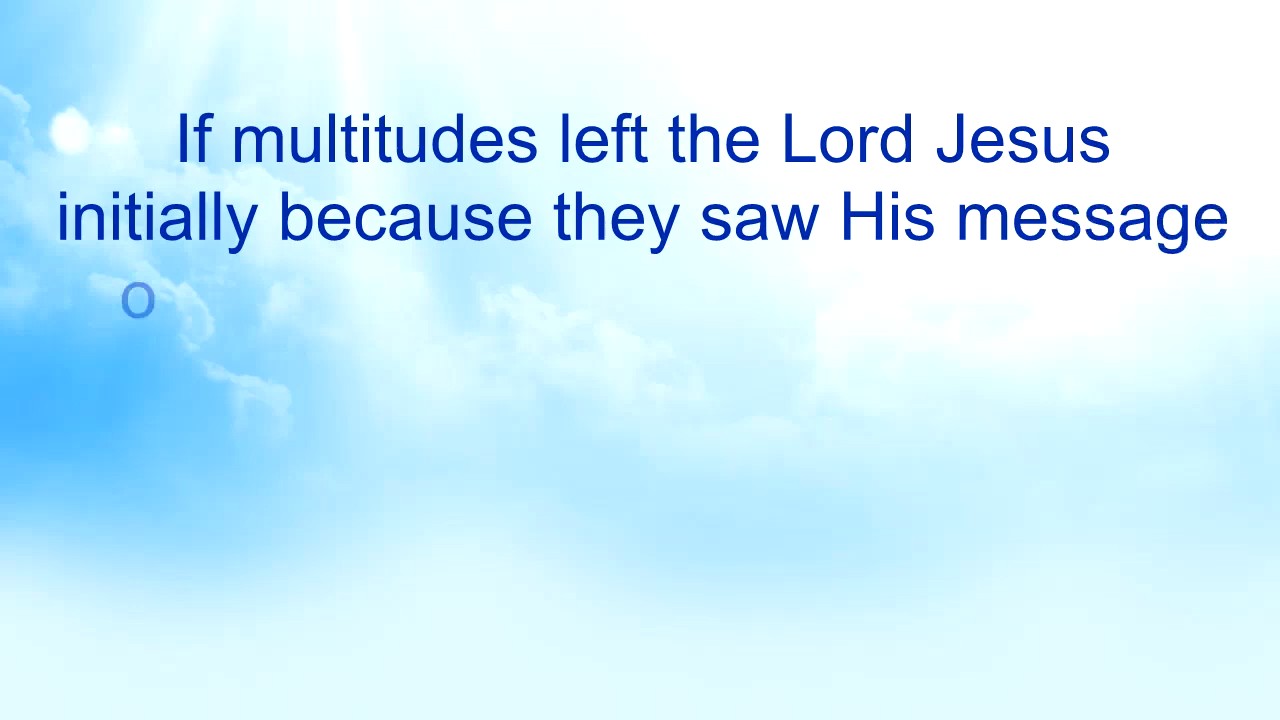 If multitudes left the Lord Jesus
initially because they saw His message
o